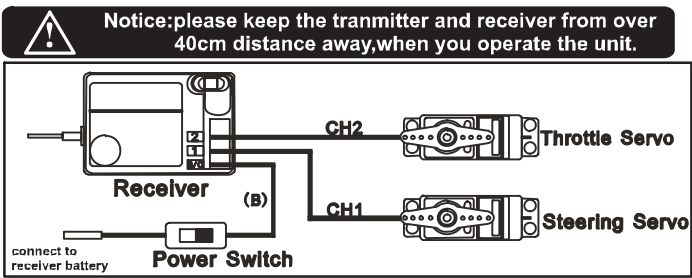 Notice:please keep the tranmitter and receiver from over
40cm distance away,when you operate the unit.
2
1
B/C
CH2
Throttle Servo
Receiver
(B)
CH1
Steering Servo
connect to
receiver battery
Power Switch